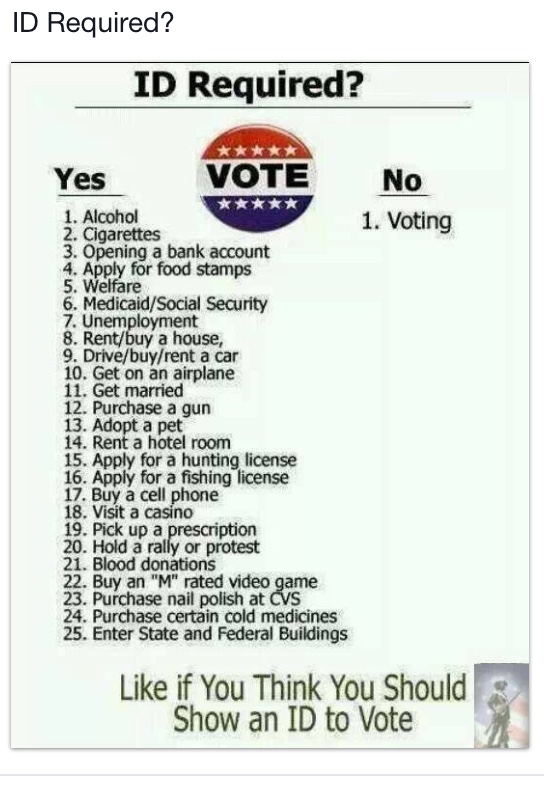 ID Required?
ID Required?
VOTE
Yes
No
1. Alcohol
2. Cigarettes
3. Opening a bank account
4. Apply for food stamps
5. Welfare
6. Medicaid/Social Security
7. Unemployment
8. Rent/buy a house,
9. Drive/buy/rent a car
10. Get on an airplane
11. Get married
12. Purchase a gun
13. Adopt a pet
14. Rent a hotel room
15. Apply for a hunting license
16. Apply for a fishing license
17. Buy a cell phone
18. Visit a casino
19. Pick up a prescription
20. Hold a rally or protest
21. Blood donations
22. Buy an "M" rated video game
23. Purchase nail polish at CVS
24. Purchase certain cold medicines
25. Enter State and Federal Buildings
1. Voting
Like if You Think You Should
Show an ID to Vote